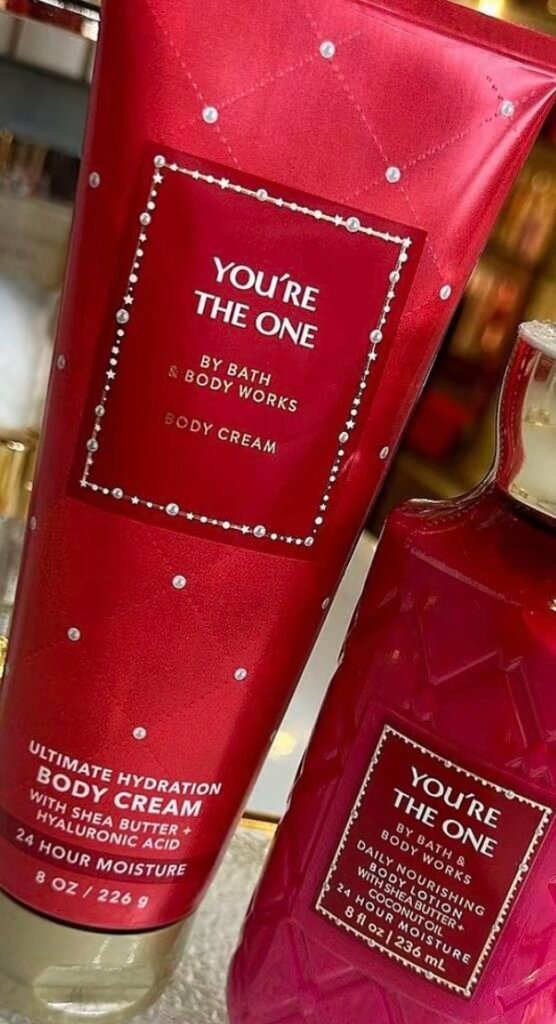 YOU'RE
THE ONE
BY BATH
& BODY WORKS
BODY CREAM
ULTIMATE HYDRATION
BODY CREAM
WITH SHEA BUTTER +
HYALURONIC ACID
24 HOUR MOISTURE
8 OZ / 226 g
YOU'RE
THE ONE
BY BATH &
BODY WORKS
DAILY NOURISHING
BODY LOTION
WITH SHEA BUTTER +
COCONUT OIL
24 HOUR MOISTURE
8 fl oz | 236 mL